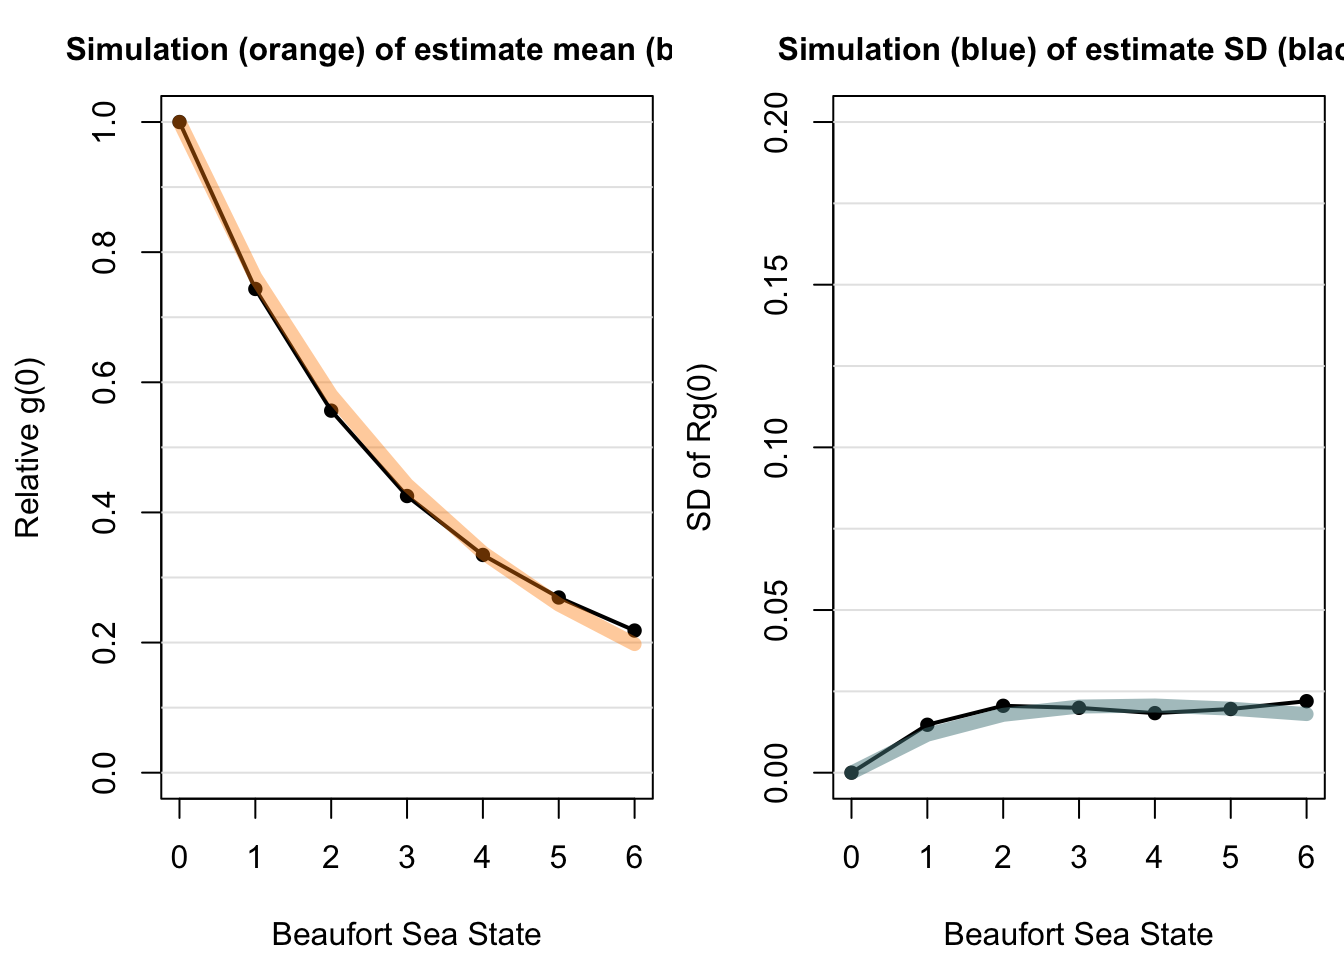 Simulation (orange) of estimate mean (b
Relative g(0)
1.0
0.8
0.6
0.4
0.2
0.0
0 1 2 3 4 5 6
Beaufort Sea State
Simulation (blue) of estimate SD (blac
SD of Rg(0)
0.20
0.15
0.10
0.05
0.00
0 1 2 3 4 5 6
Beaufort Sea State